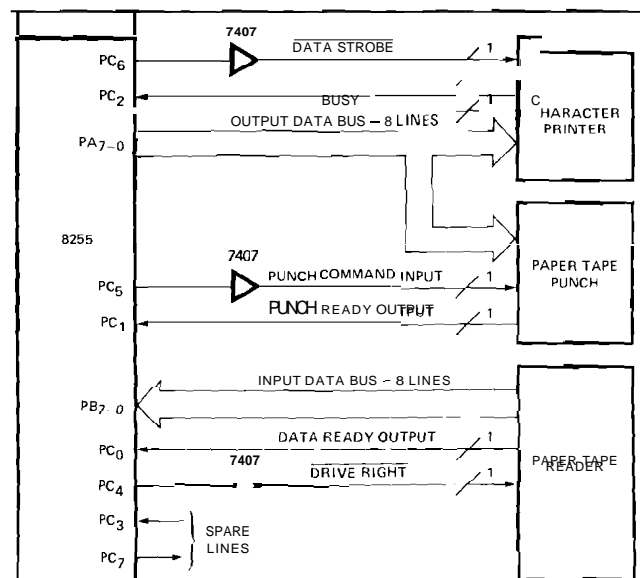 7407
PC6 DATA STROBE 1
PC2 BUSY 1
OUTPUT DATA BUS – 8 LINES
PA7–0
CHARACTER
PRINTER
8255
7407
PC5 PUNCH COMMAND INPUT 1
PC1 PUNCH READY OUTPUT 1
PAPER TAPE
PUNCH
INPUT DATA BUS – 8 LINES
PB7–0
PC0 DATA READY OUTPUT 1
7407
PC4 DRIVE RIGHT 1
PAPER TAPE
READER
PC3
SPARE
LINES
PC7